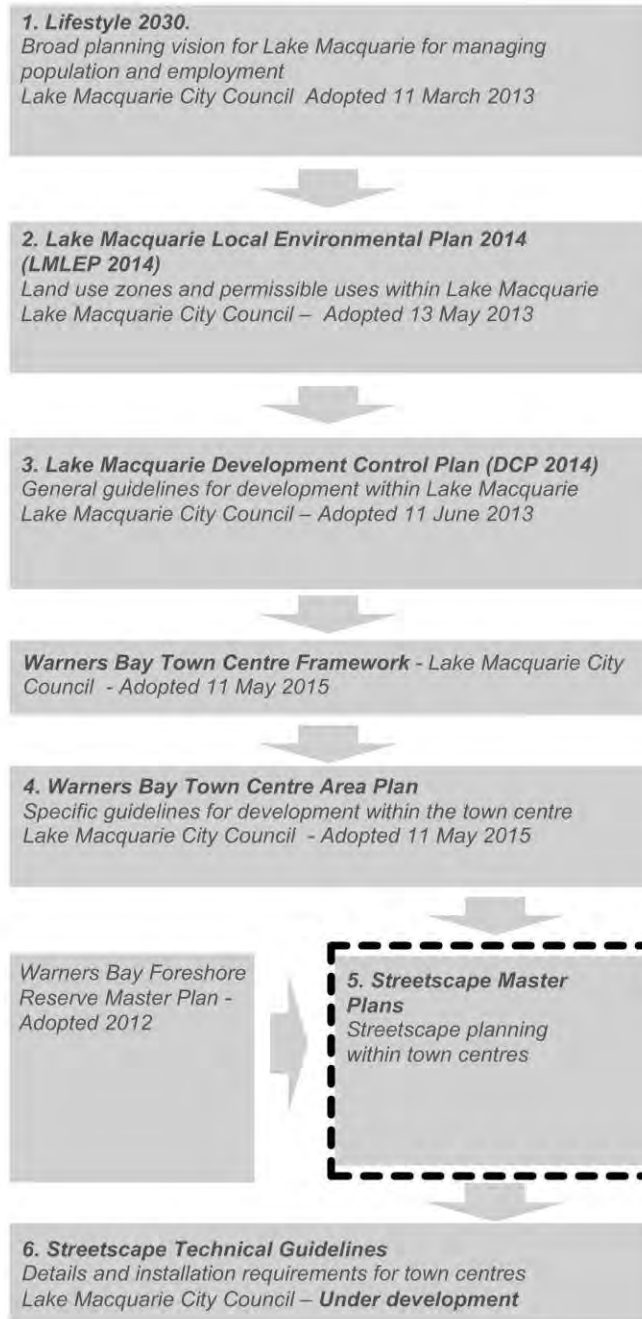 1. Lifestyle 2030.
Broad planning vision for Lake Macquarie for managing
population and employment
Lake Macquarie City Council  Adopted 11 March 2013
2. Lake Macquarie Local Environmental Plan 2014
(LMLEP 2014)
Land use zones and permissible uses within Lake Macquarie
Lake Macquarie City Council –  Adopted 13 May 2013
3. Lake Macquarie Development Control Plan (DCP 2014)
General guidelines for development within Lake Macquarie
Lake Macquarie City Council – Adopted 11 June 2013
Warners Bay Town Centre Framework - Lake Macquarie City
Council  - Adopted 11 May 2015
4. Warners Bay Town Centre Area Plan
Specific guidelines for development within the town centre
Lake Macquarie City Council  - Adopted 11 May 2015
Warners Bay Foreshore
Reserve Master Plan -
Adopted 2012
5. Streetscape Master
Plans
Streetscape planning
within town centres
6. Streetscape Technical Guidelines
Details and installation requirements for town centres
Lake Macquarie City Council – Under development